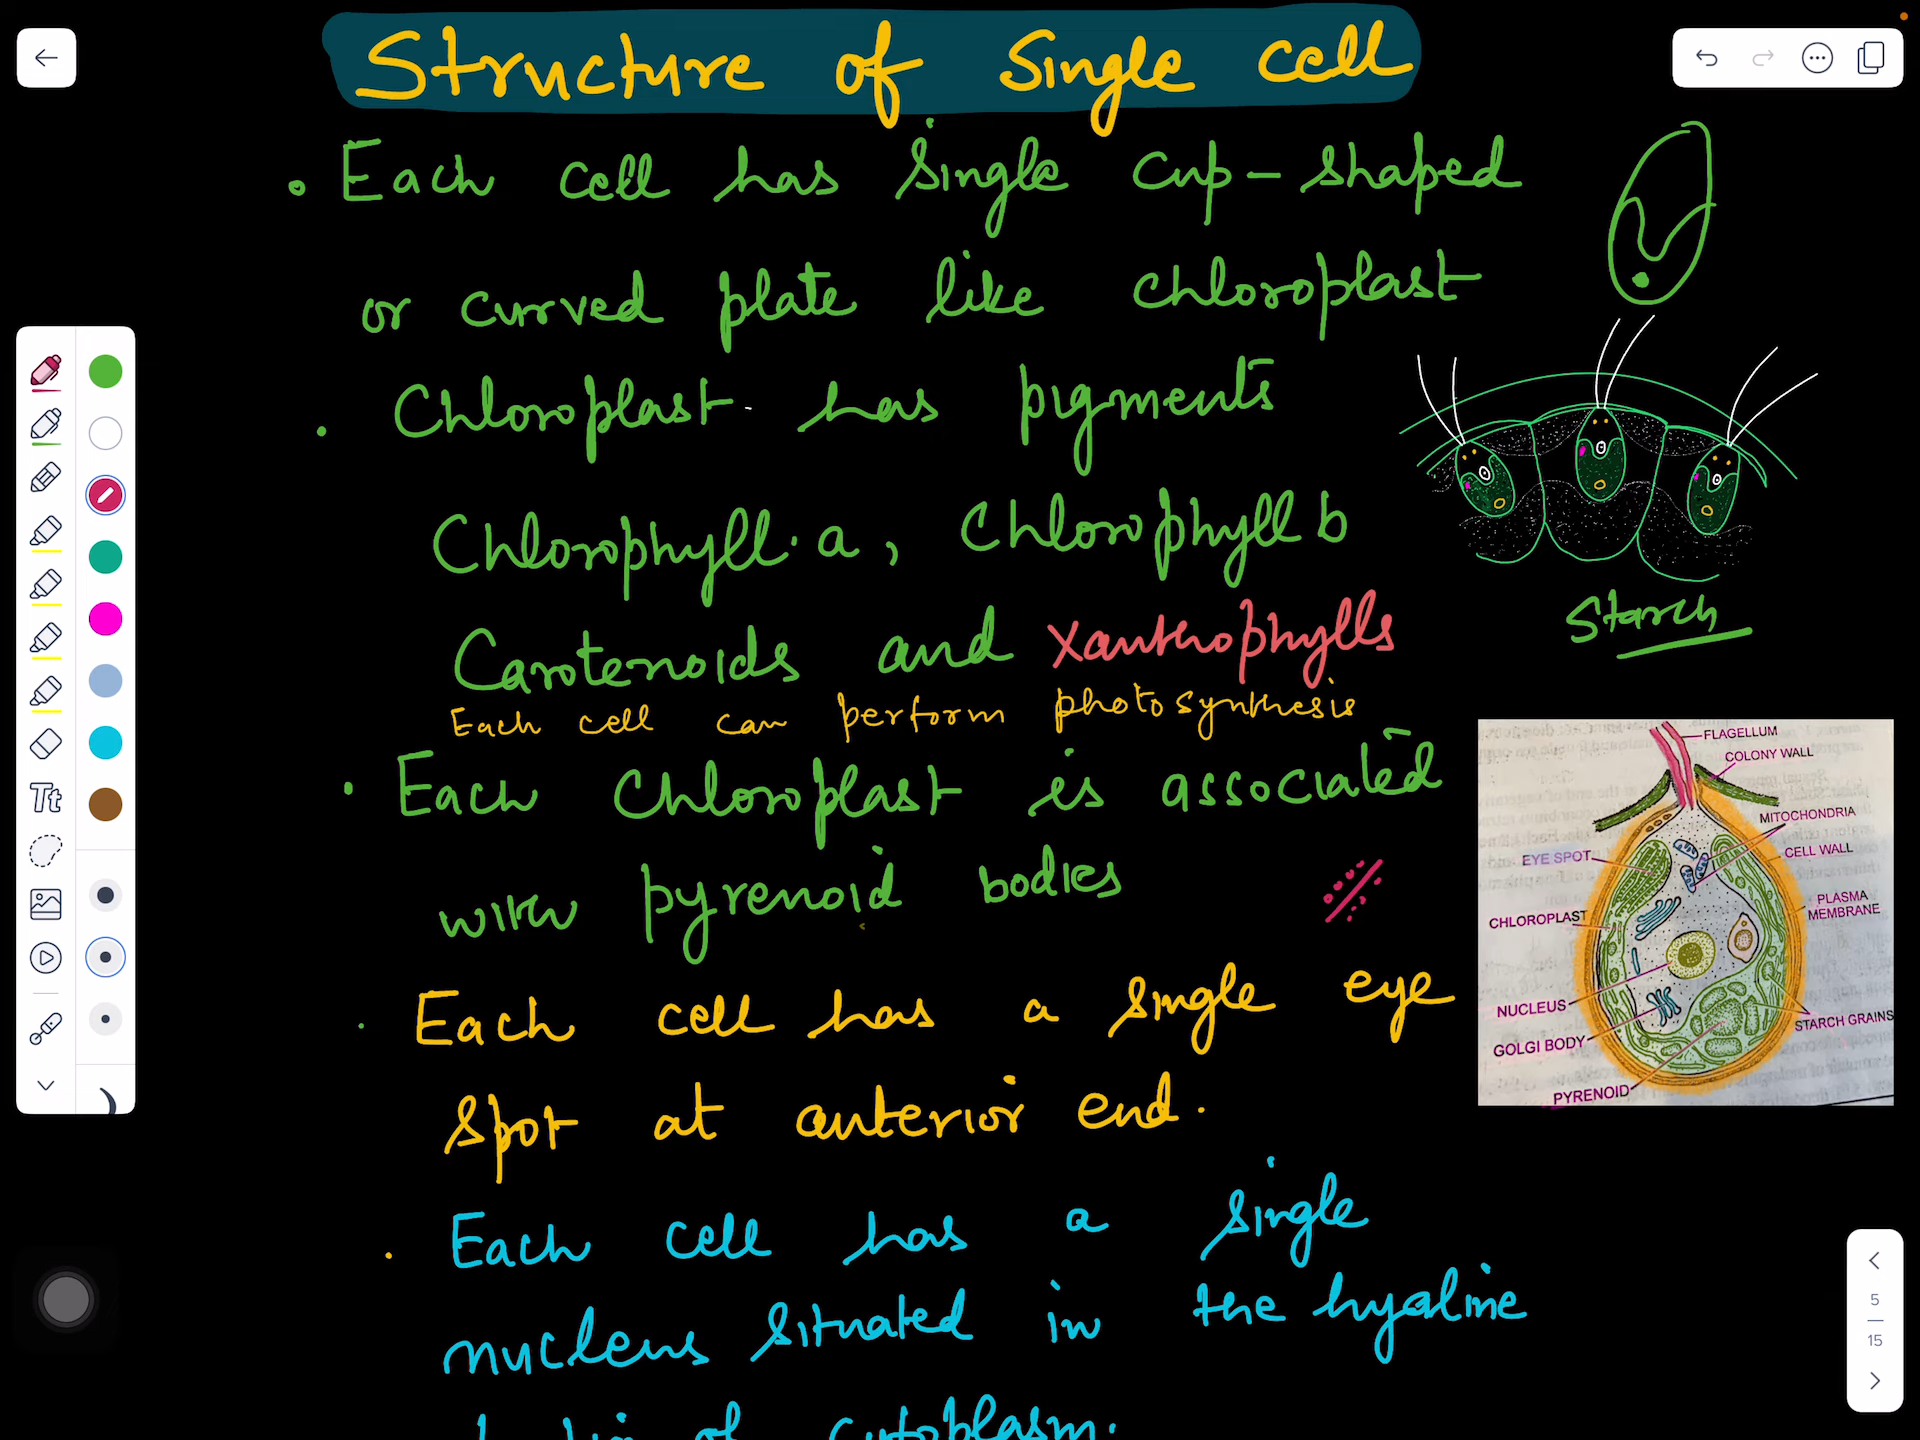 Structure of Single cell
• Each cell has single cup-shaped
or curved plate like chloroplast
• Chloroplast has pigments
Chlorophyll a, Chlorophyll b
Carotenoids and Xanthophylls
Each cell can perform photosynthesis
• Each Chloroplast is associated
with pyrenoid bodies
• Each cell has a single eye
spot at anterior end.
• Each cell has a single
nucleus situated in the hyaline
of cytoplasm.
Starch
FLAGELLUM
COLONY WALL
MITOCHONDRIA
EYE SPOT
CELL WALL
CHLOROPLAST
PLASMA
MEMBRANE
NUCLEUS
STARCH GRAINS
GOLGI BODY
PYRENOID
Tt
5
15